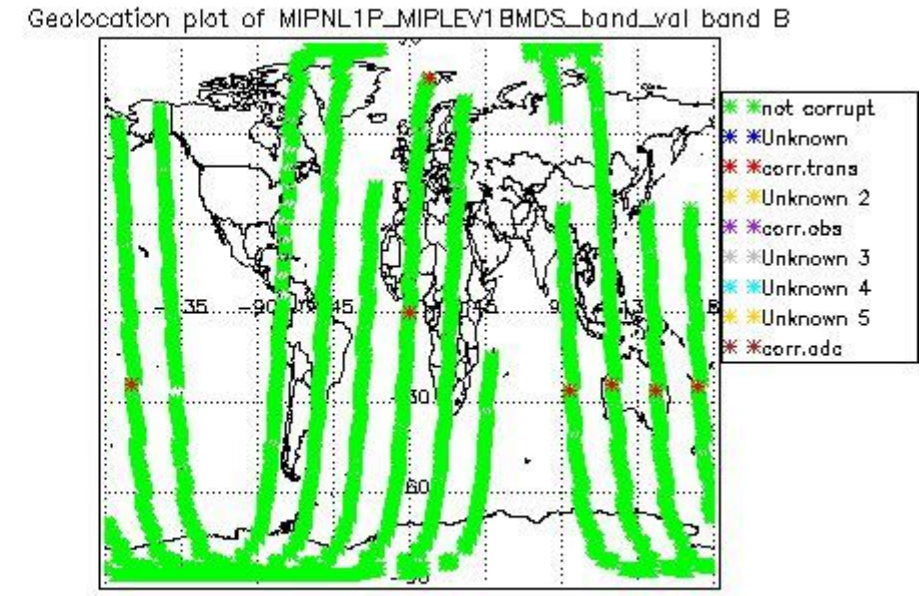 Geolocation plot of MIPNL1P_MIPLEV1BMDS_band_val band B
not corrupt
Unknown
corr.trans
Unknown 2
corr.obs
Unknown 3
Unknown 4
Unknown 5
corr.adc
-90